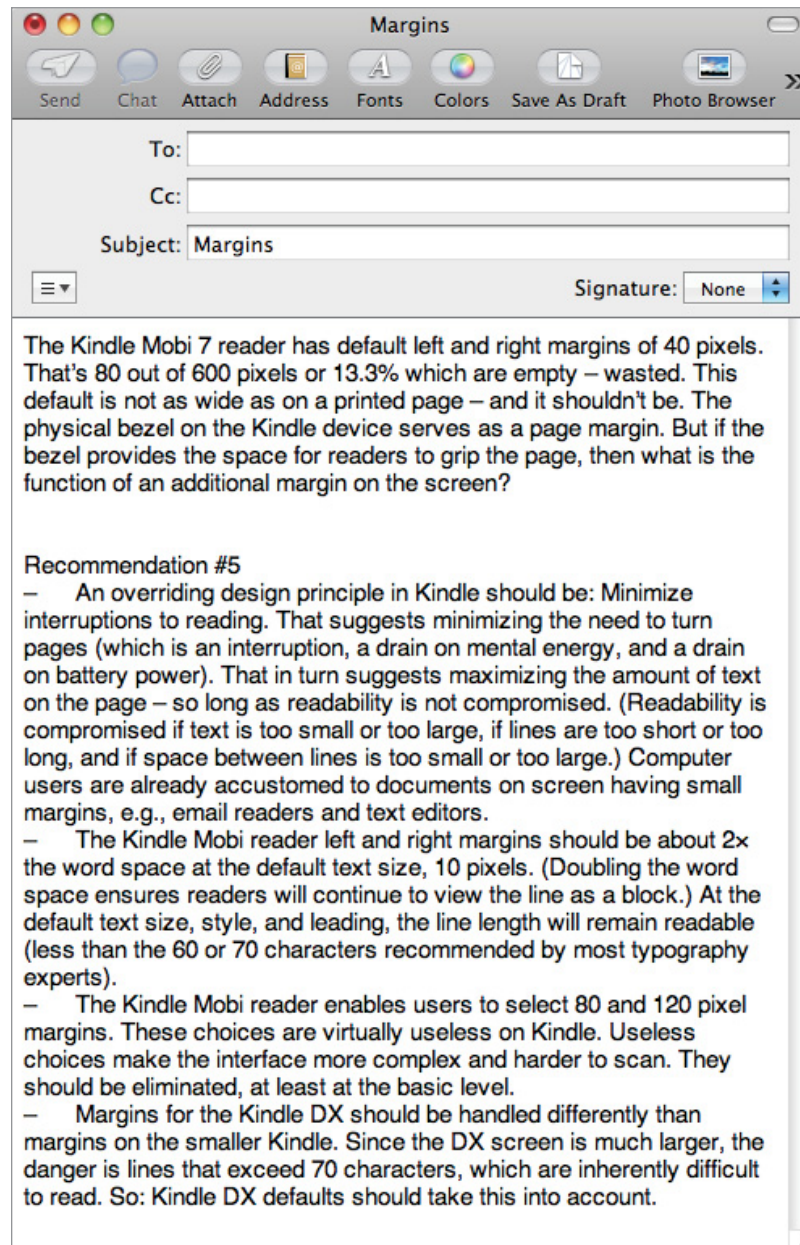 Margins
Send Chat Attach Address Fonts Colors Save As Draft Photo Browser »
To:
Cc:
Subject: Margins
Signature: None
The Kindle Mobi 7 reader has default left and right margins of 40 pixels.
That’s 80 out of 600 pixels or 13.3% which are empty – wasted. This
default is not as wide as on a printed page – and it shouldn’t be. The
physical bezel on the Kindle device serves as a page margin. But if the
bezel provides the space for readers to grip the page, then what is the
function of an additional margin on the screen?
Recommendation #5
– An overriding design principle in Kindle should be: Minimize
interruptions to reading. That suggests minimizing the need to turn
pages (which is an interruption, a drain on mental energy, and a drain
on battery power). That in turn suggests maximizing the amount of text
on the page – so long as readability is not compromised. (Readability is
compromised if text is too small or too large, if lines are too short or too
long, and if space between lines is too small or too large.) Computer
users are already accustomed to documents on screen having small
margins, e.g., email readers and text editors.
– The Kindle Mobi reader left and right margins should be about 2×
the word space at the default text size, 10 pixels. (Doubling the word
space ensures readers will continue to view the line as a block.) At the
default text size, style, and leading, the line length will remain readable
(less than the 60 or 70 characters recommended by most typography
experts).
– The Kindle Mobi reader enables users to select 80 and 120 pixel
margins. These choices are virtually useless on Kindle. Useless
choices make the interface more complex and harder to scan. They
should be eliminated, at least at the basic level.
– Margins for the Kindle DX should be handled differently than
margins on the smaller Kindle. Since the DX screen is much larger, the
danger is lines that exceed 70 characters, which are inherently difficult
to read. So: Kindle DX defaults should take this into account.